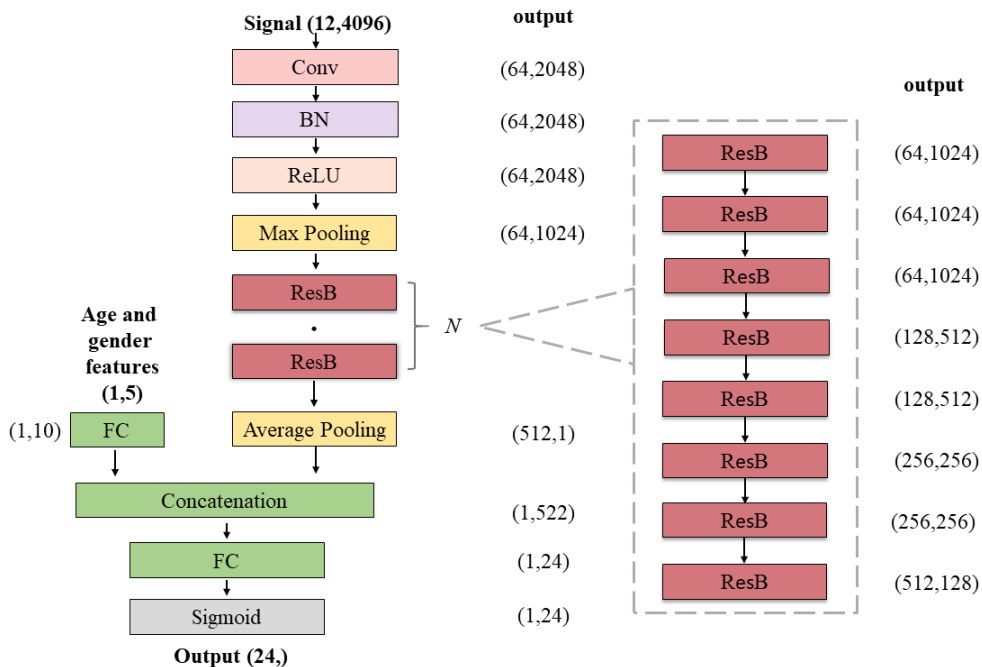 Signal (12,4096)
output
Conv
(64,2048)
BN
(64,2048)
ReLU
(64,2048)
Max Pooling
(64,1024)
ResB
.
ResB
N
Age and
gender
features
(1,5)
(1,10)
FC
Average Pooling
(512,1)
Concatenation
(1,522)
FC
(1,24)
Sigmoid
(1,24)
Output (24,)
output
ResB
(64,1024)
ResB
(64,1024)
ResB
(64,1024)
ResB
(128,512)
ResB
(128,512)
ResB
(256,256)
ResB
(256,256)
ResB
(512,128)